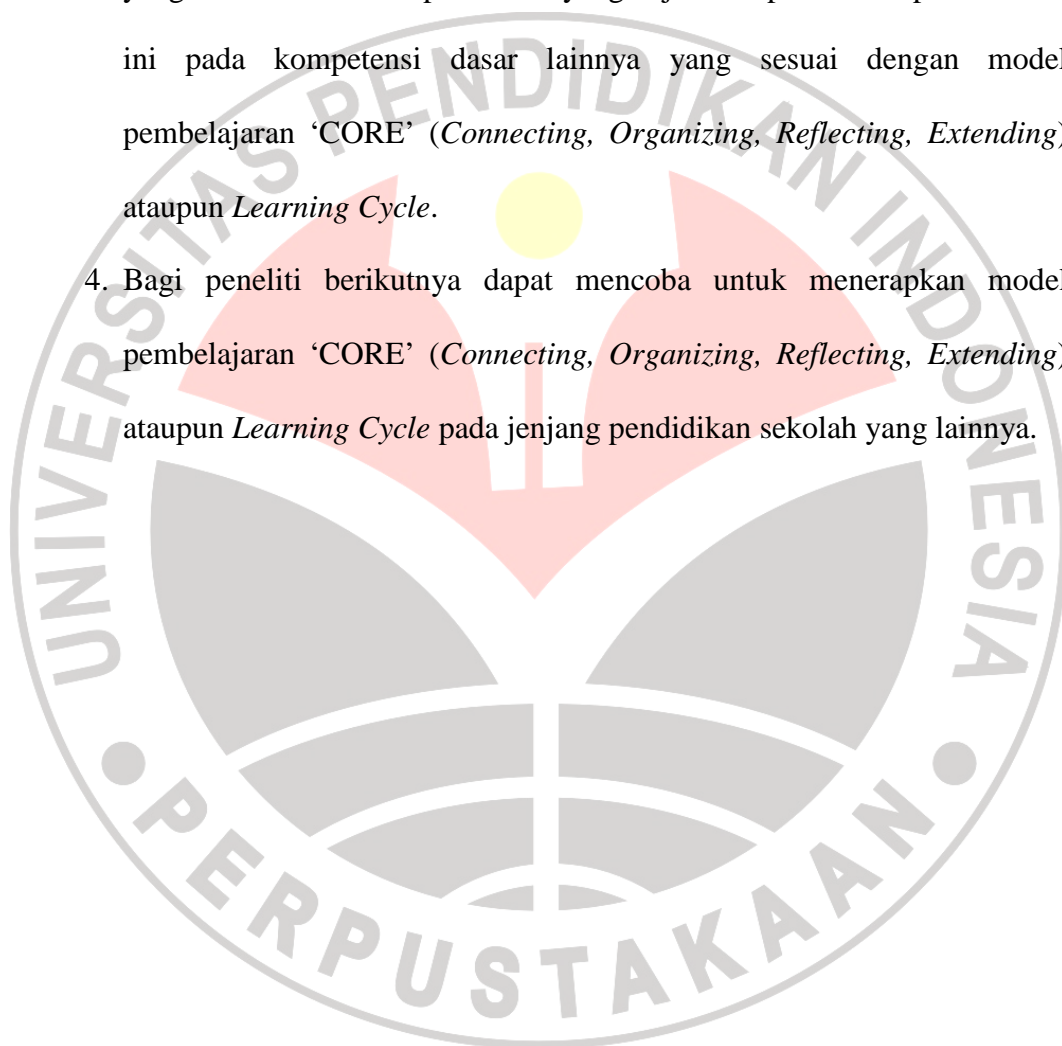 ini pada kompetensi dasar lainnya yang sesuai dengan model
pembelajaran ‘CORE’ (Connecting, Organizing, Reflecting, Extending)
ataupun Learning Cycle.
4. Bagi peneliti berikutnya dapat mencoba untuk menerapkan model
pembelajaran ‘CORE’ (Connecting, Organizing, Reflecting, Extending)
ataupun Learning Cycle pada jenjang pendidikan sekolah yang lainnya.
UNIVERSITAS PENDIDIKAN INDONESIA
PERPUSTAKAAN